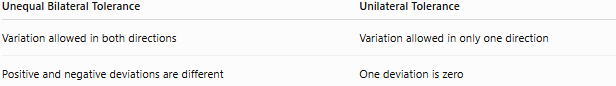 Unequal Bilateral Tolerance Unilateral Tolerance
Variation allowed in both directions Variation allowed in only one direction
Positive and negative deviations are different One deviation is zero